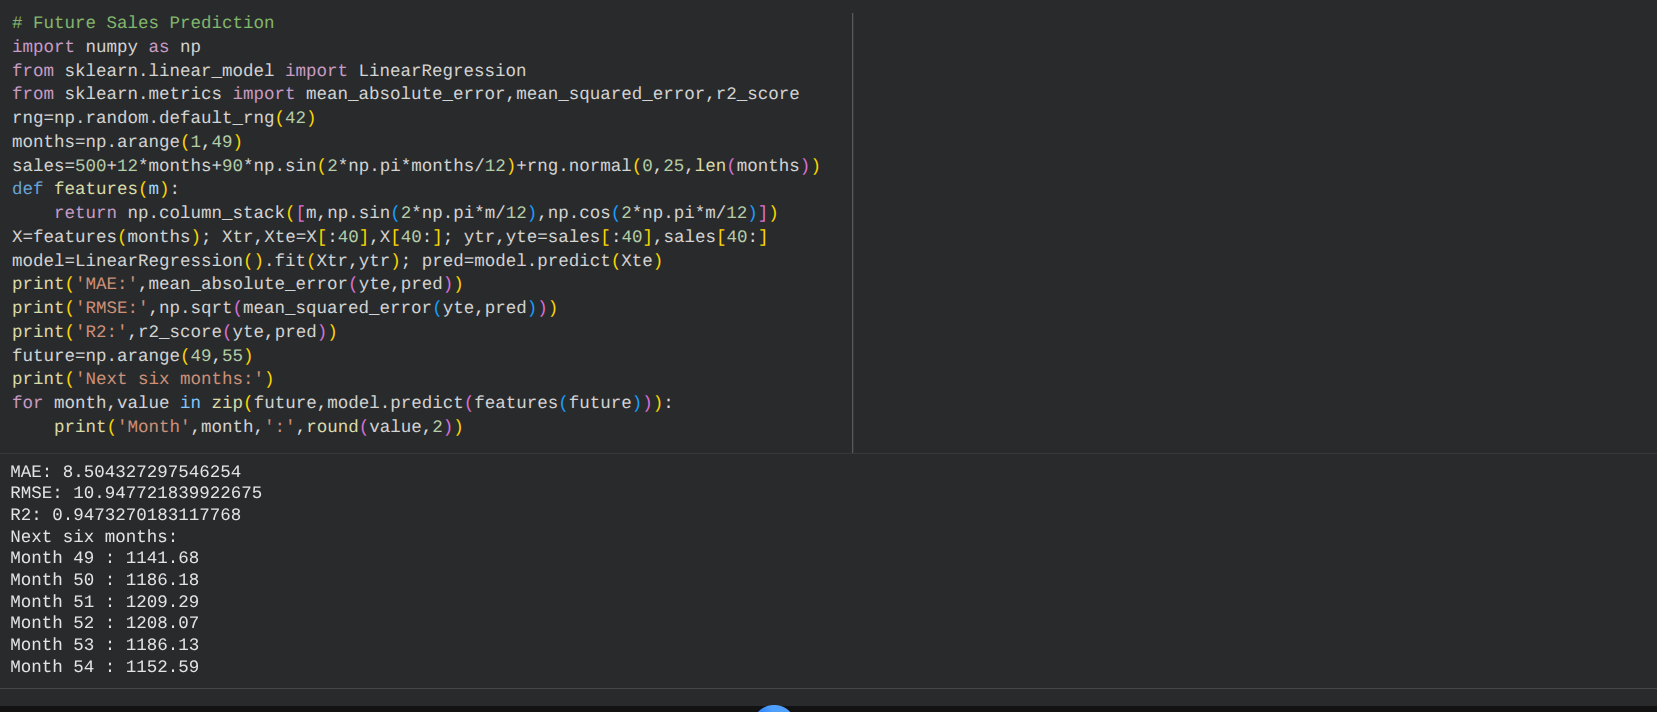 # Future Sales Prediction
import numpy as np
from sklearn.linear_model import LinearRegression
from sklearn.metrics import mean_absolute_error,mean_squared_error,r2_score
rng=np.random.default_rng(42)
months=np.arange(1,49)
sales=500+12*months+90*np.sin(2*np.pi*months/12)+rng.normal(0,25,len(months))
def features(m):
    return np.column_stack([m,np.sin(2*np.pi*m/12),np.cos(2*np.pi*m/12)])
X=features(months); Xtr,Xte=X[:40],X[40:]; ytr,yte=sales[:40],sales[40:]
model=LinearRegression().fit(Xtr,ytr); pred=model.predict(Xte)
print('MAE:',mean_absolute_error(yte,pred))
print('RMSE:',np.sqrt(mean_squared_error(yte,pred)))
print('R2:',r2_score(yte,pred))
future=np.arange(49,55)
print('Next six months:')
for month,value in zip(future,model.predict(features(future))):
    print('Month',month,':',round(value,2))
MAE: 8.504327297546254
RMSE: 10.947721839922675
R2: 0.9473270183117768
Next six months:
Month 49 : 1141.68
Month 50 : 1186.18
Month 51 : 1209.29
Month 52 : 1208.07
Month 53 : 1186.13
Month 54 : 1152.59